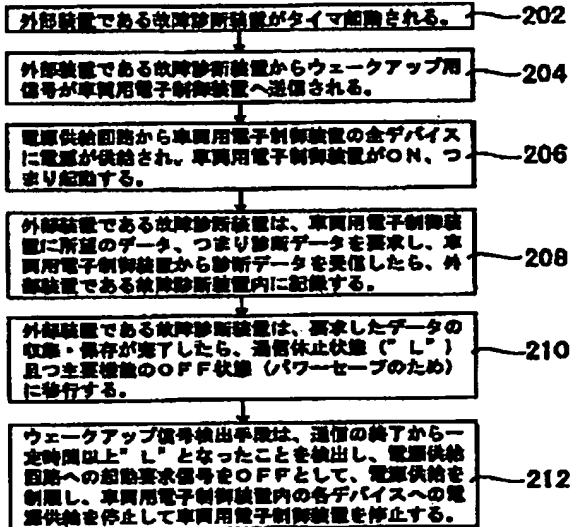 外部装置である故障診断装置がタイマ起動される。
202
外部装置である故障診断装置からウェークアップ用
信号が車両用電子制御装置へ送信される。
204
電源供給回路から車両用電子制御装置の全デバイス
に電源が供給され、車両用電子制御装置がON、つ
まり起動する。
206
外部装置である故障診断装置は、車両用電子制御装
置に所望のデータ、つまり診断データを要求し、車
両用電子制御装置から診断データを受信したら、外
部装置である故障診断装置内に記録する。
208
外部装置である故障診断装置は、要求したデータの
収集・保存が完了したら、通信休止状態("L")
且つ主要機能のOFF状態(パワーセーブのため)
に移行する。
210
ウェークアップ信号検出手段は、通信の終了から一
定時間以上"L"となったことを検出し、電源供給
回路への起動要求信号をOFFとして、電源供給を
制限し、車両用電子制御装置内の各デバイスへの電
源供給を停止して車両用電子制御装置を停止する。
212